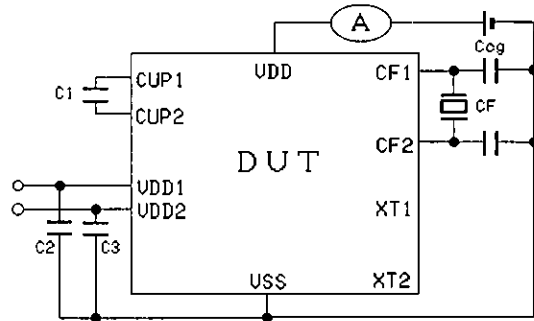 A
Cog
VDD
CF1
C1
CUP1
CF
CUP2
CF2
DUT
VDD1
VDD2
XT1
C2
C3
VSS
XT2